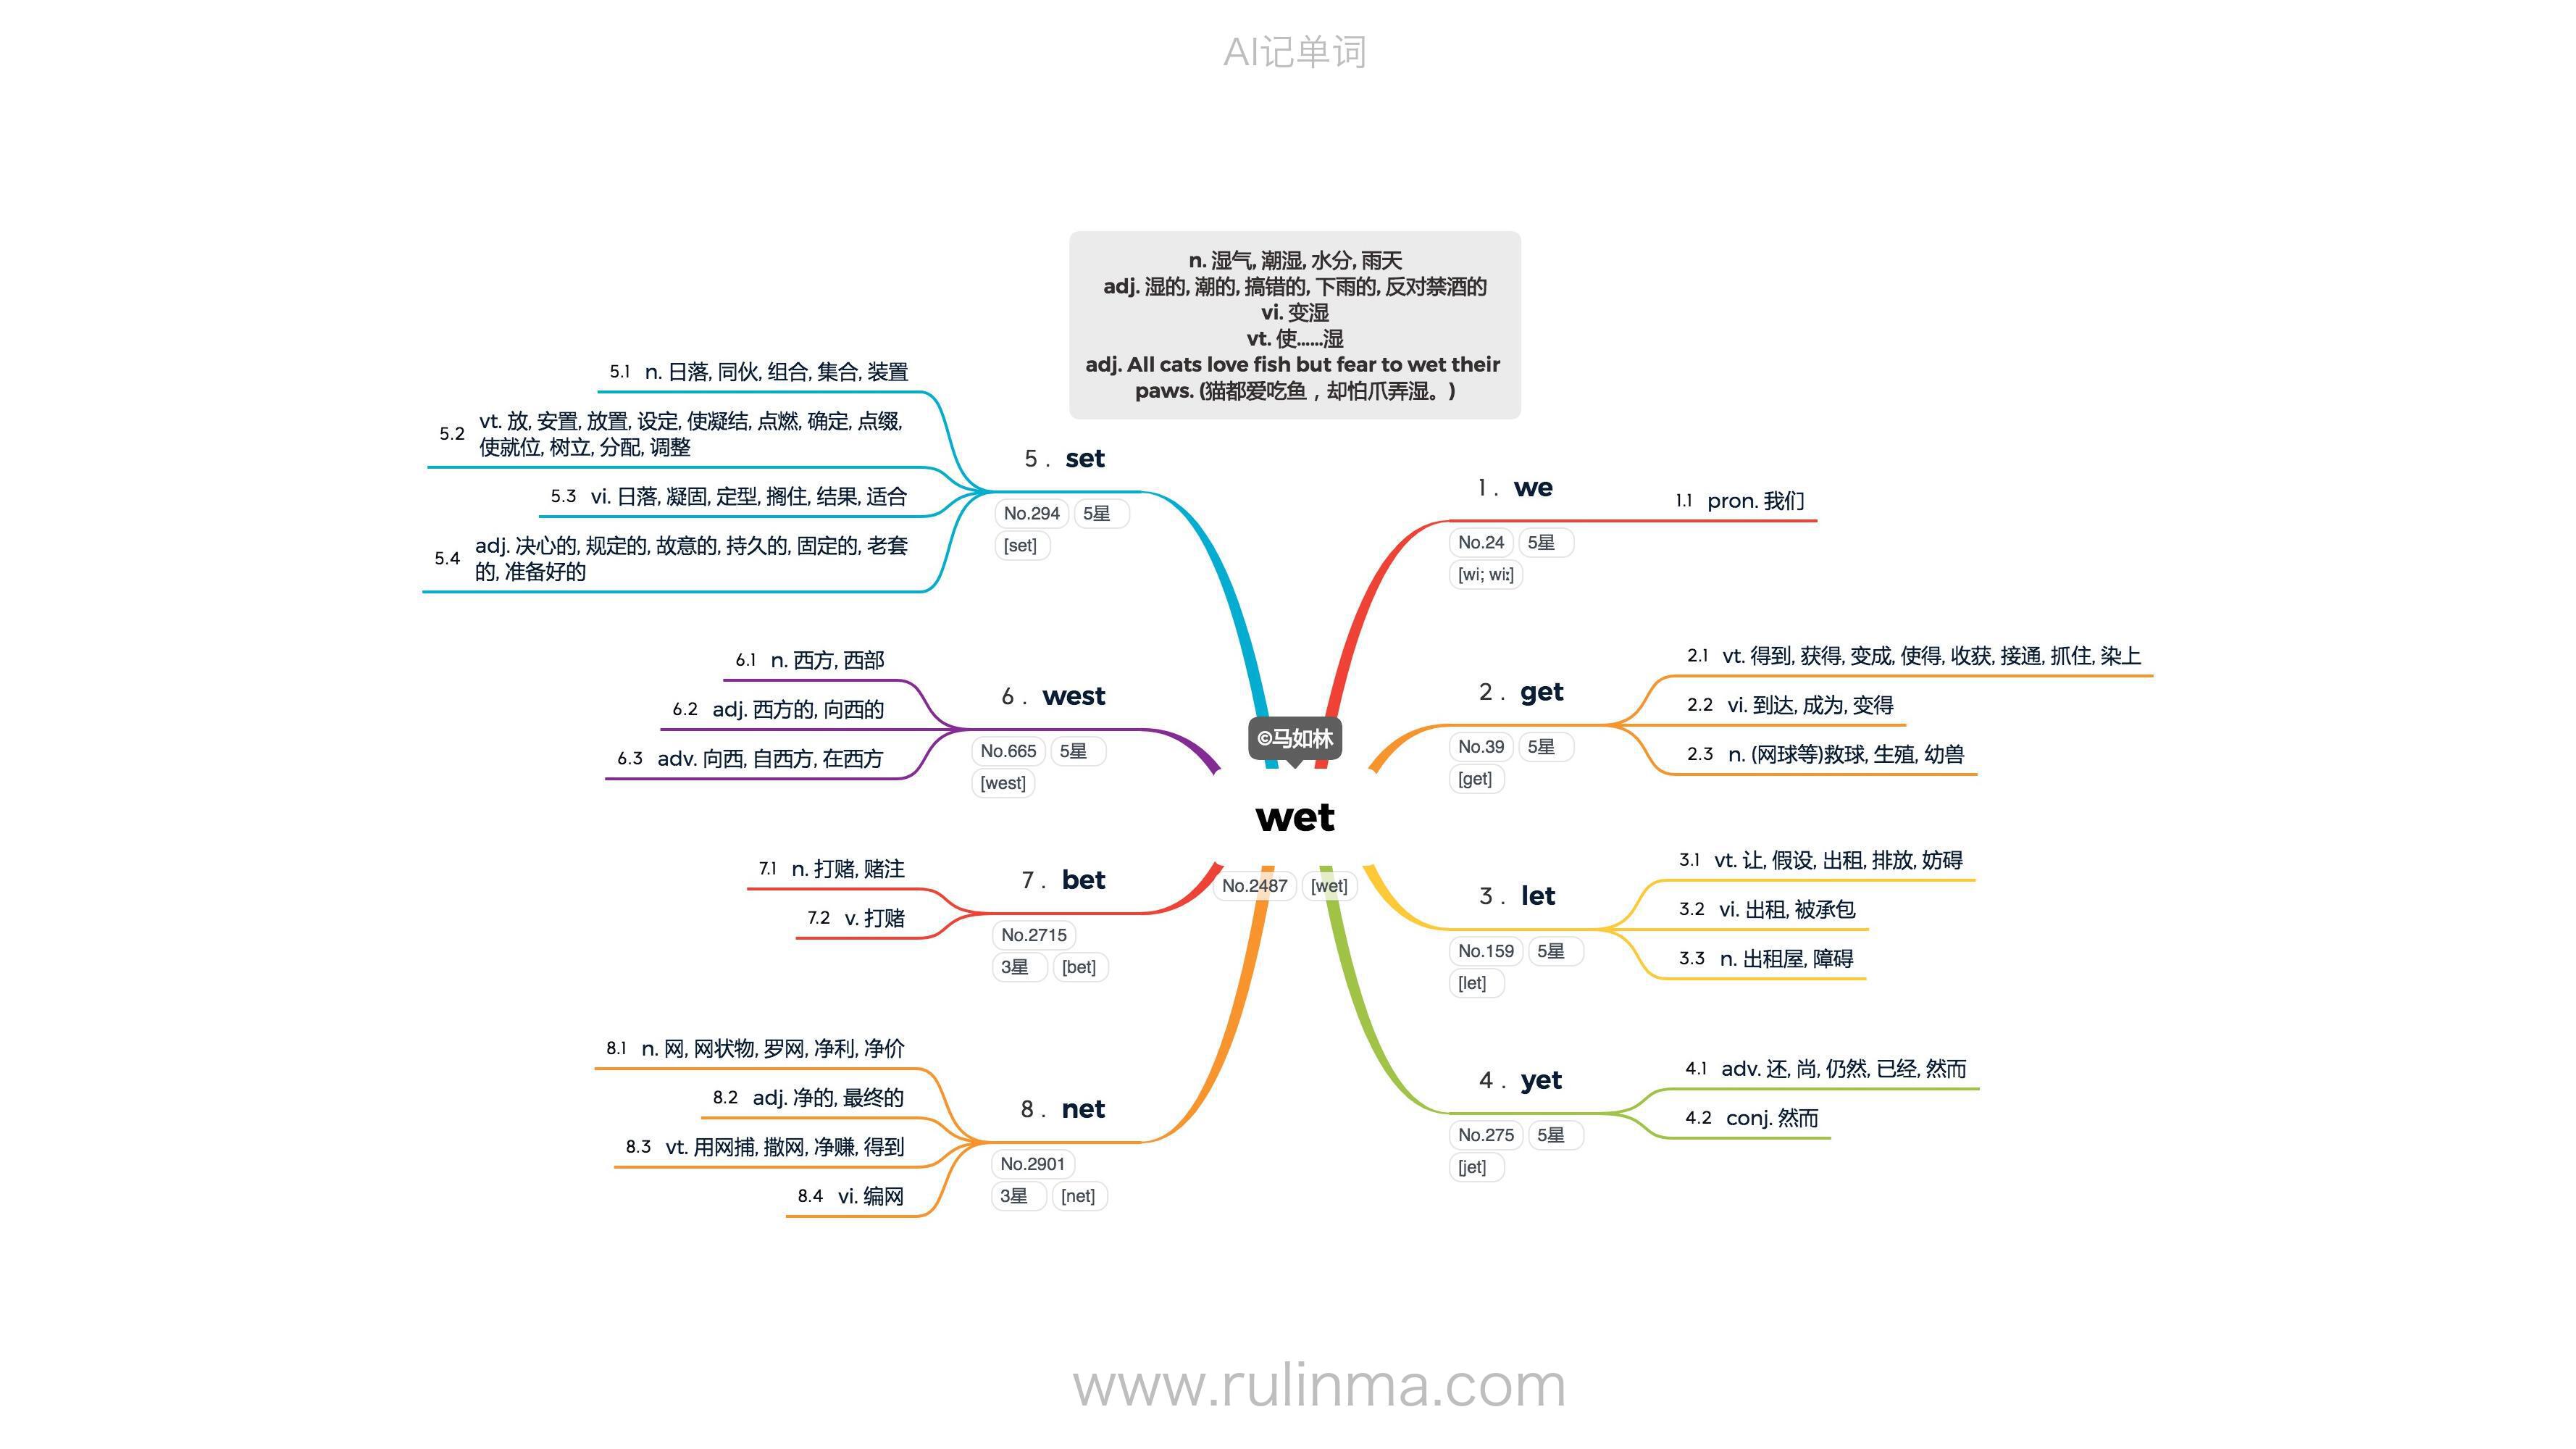 AI记单词
n. 湿气, 潮湿, 水分, 雨天
adj. 湿的, 潮的, 搞错的, 下雨的, 反对禁酒的
vi. 变湿
vt. 使……湿
adj. All cats love fish but fear to wet their
paws. (猫都爱吃鱼，却怕爪弄湿。)
©马如林
wet
No.2487 [wet]
1. we
No.24 5星
[wi; wiː]
1.1 pron. 我们
2. get
No.39 5星
[get]
2.1 vt. 得到, 获得, 变成, 使得, 收获, 接通, 抓住, 染上
2.2 vi. 到达, 成为, 变得
2.3 n. (网球等)救球, 生殖, 幼兽
3. let
No.159 5星
[let]
3.1 vt. 让, 假设, 出租, 排放, 妨碍
3.2 vi. 出租, 被承包
3.3 n. 出租屋, 障碍
4. yet
No.275 5星
[jet]
4.1 adv. 还, 尚, 仍然, 已经, 然而
4.2 conj. 然而
5. set
No.294 5星
[set]
5.1 n. 日落, 同伙, 组合, 集合, 装置
5.2 vt. 放, 安置, 放置, 设定, 使凝结, 点燃, 确定, 点缀,
使就位, 树立, 分配, 调整
5.3 vi. 日落, 凝固, 定型, 搁住, 结果, 适合
5.4 adj. 决心的, 规定的, 故意的, 持久的, 固定的, 老套
的, 准备好的
6. west
No.665 5星
[west]
6.1 n. 西方, 西部
6.2 adj. 西方的, 向西的
6.3 adv. 向西, 自西方, 在西方
7. bet
No.2715
3星 [bet]
7.1 n. 打赌, 赌注
7.2 v. 打赌
8. net
No.2901
3星 [net]
8.1 n. 网, 网状物, 罗网, 净利, 净价
8.2 adj. 净的, 最终的
8.3 vt. 用网捕, 撒网, 净赚, 得到
8.4 vi. 编网
www.rulinma.com